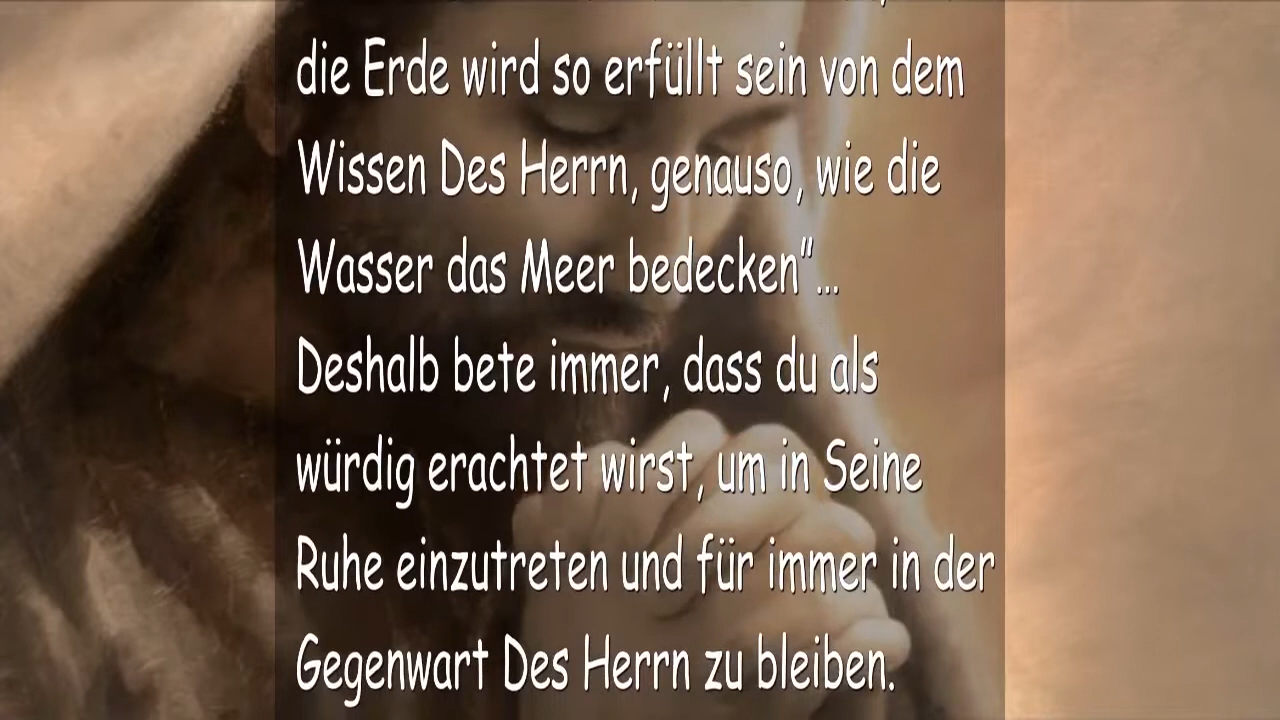 die Erde wird so erfüllt sein von dem
Wissen Des Herrn, genauso, wie die
Wasser das Meer bedecken”...
Deshalb bete immer, dass du als
würdig erachtet wirst, um in Seine
Ruhe einzutreten und für immer in der
Gegenwart Des Herrn zu bleiben.